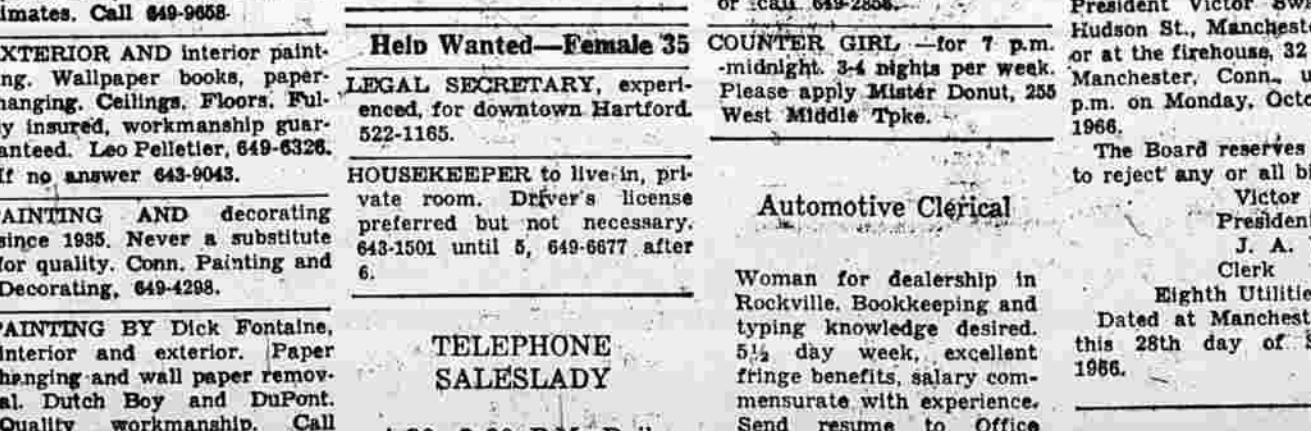 imates. Call 649-9658.
EXTERIOR AND interior paint-
ing. Wallpaper books, paper-
hanging. Ceilings. Floors. Ful-
ly insured, workmanship guar-
anteed. Leo Pelletier, 649-6326.
If no answer 643-9043.
PAINTING AND decorating
since 1935. Never a substitute
for quality. Conn. Painting and
Decorating, 649-4298.
PAINTING BY Dick Fontaine,
interior and exterior. Paper
hanging and wall paper remov-
al. Dutch Boy and DuPont.
Quality workmanship. Call
Help Wanted—Female 35
LEGAL SECRETARY, experi-
enced, for downtown Hartford.
522-1165.
HOUSEKEEPER to live-in, pri-
vate room. Driver's license
preferred but not necessary.
643-1501 until 5, 649-6677 after
6.
TELEPHONE
SALESLADY
or call
COUNTER GIRL —for 7 p.m.
-midnight. 3-4 nights per week.
Please apply Mister Donut, 255
West Middle Tpke.
Automotive Clerical
Woman for dealership in
Rockville. Bookkeeping and
typing knowledge desired.
5½ day week, excellent
fringe benefits, salary com-
mensurate with experience.
Send resume to Office
President Victor
Hudson St., Manchest
or at the firehouse, 32
Manchester, Conn., u
p.m. on Monday, Octo
1966.
The Board reserves
to reject any or all bi
Victor
Presiden
J. A.
Clerk
Eighth Utilitie
Dated at Manchest
this 28th day of S
1966.